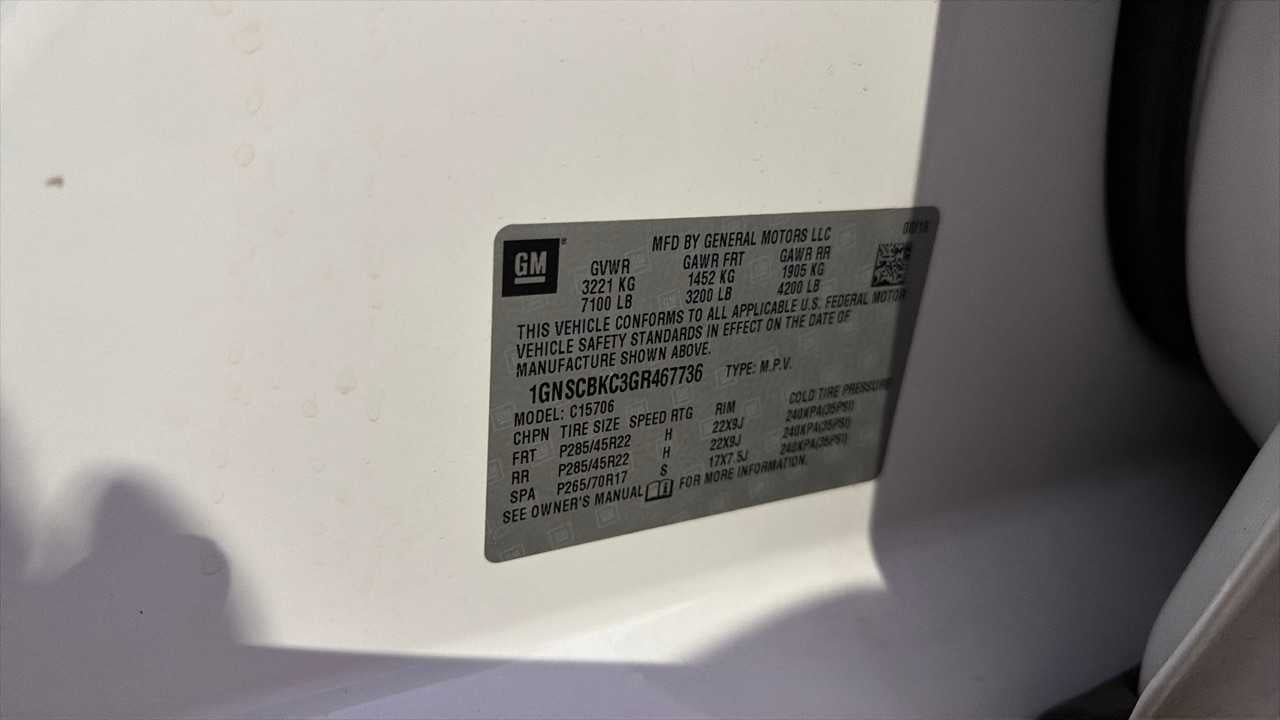 GM
MFD BY GENERAL MOTORS LLC
GVWR GAWR FRT GAWR RR
3221 KG 1452 KG 1905 KG
7100 LB 3200 LB 4200 LB
THIS VEHICLE CONFORMS TO ALL APPLICABLE U.S. FEDERAL MOTOR
VEHICLE SAFETY STANDARDS IN EFFECT ON THE DATE OF
MANUFACTURE SHOWN ABOVE.
1GNSCBKC3GR467736 TYPE: M.P.V.
MODEL: C15706
CHPN TIRE SIZE SPEED RTG RIM COLD TIRE PRESSURE
FRT P285/45R22 H 22X9J 240KPA(35PSI)
RR P285/45R22 H 22X9J 240KPA(35PSI)
SPA P265/70R17 S 17X7.5J 240KPA(35PSI)
SEE OWNER'S MANUAL FOR MORE INFORMATION.